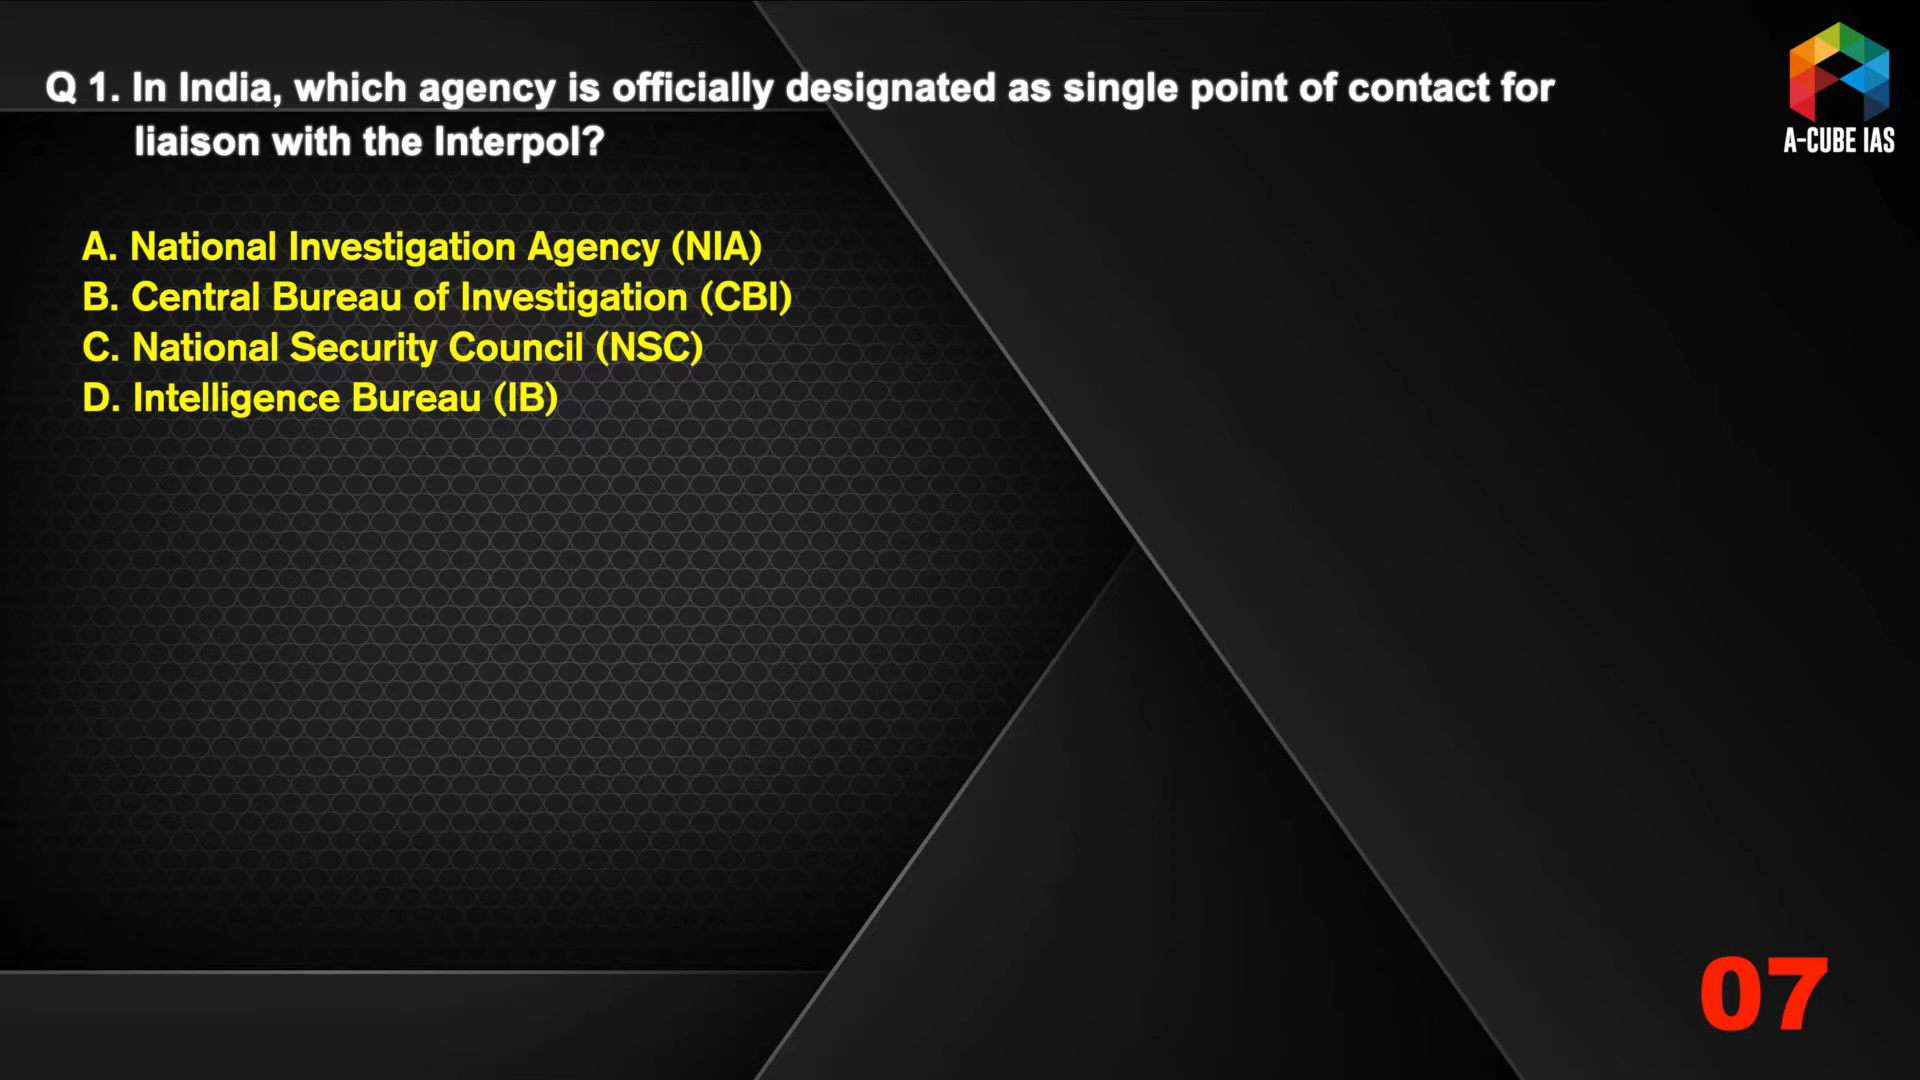 Q 1. In India, which agency is officially designated as single point of contact for
liaison with the Interpol?
A-CUBE IAS
A. National Investigation Agency (NIA)
B. Central Bureau of Investigation (CBI)
C. National Security Council (NSC)
D. Intelligence Bureau (IB)
07